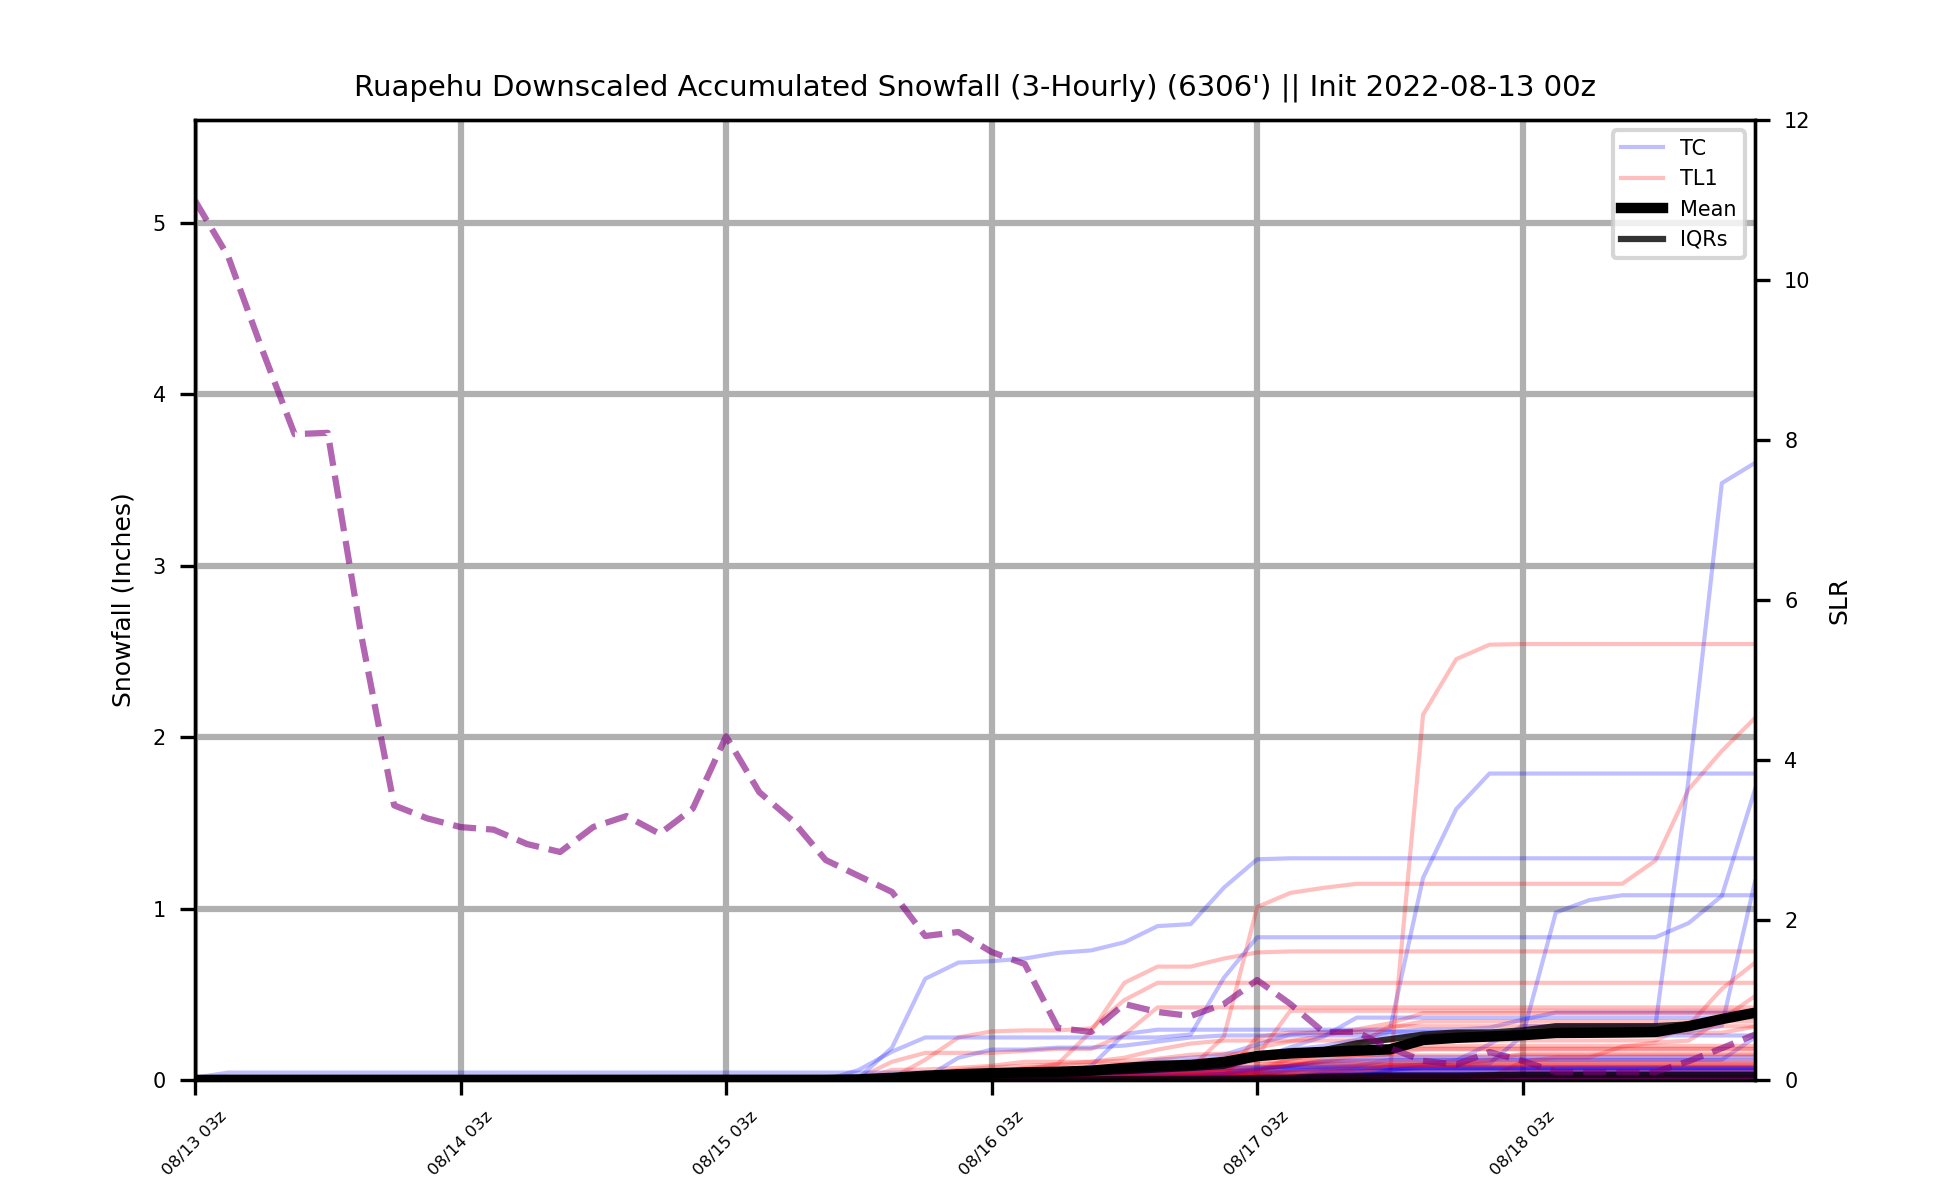 Ruapehu Downscaled Accumulated Snowfall (3-Hourly) (6306') || Init 2022-08-13 00z
TC
TL1
Mean
IQRs
Snowfall (Inches)
5
4
3
2
1
0
SLR
12
10
8
6
4
2
0
08/13 03z
08/14 03z
08/15 03z
08/16 03z
08/17 03z
08/18 03z